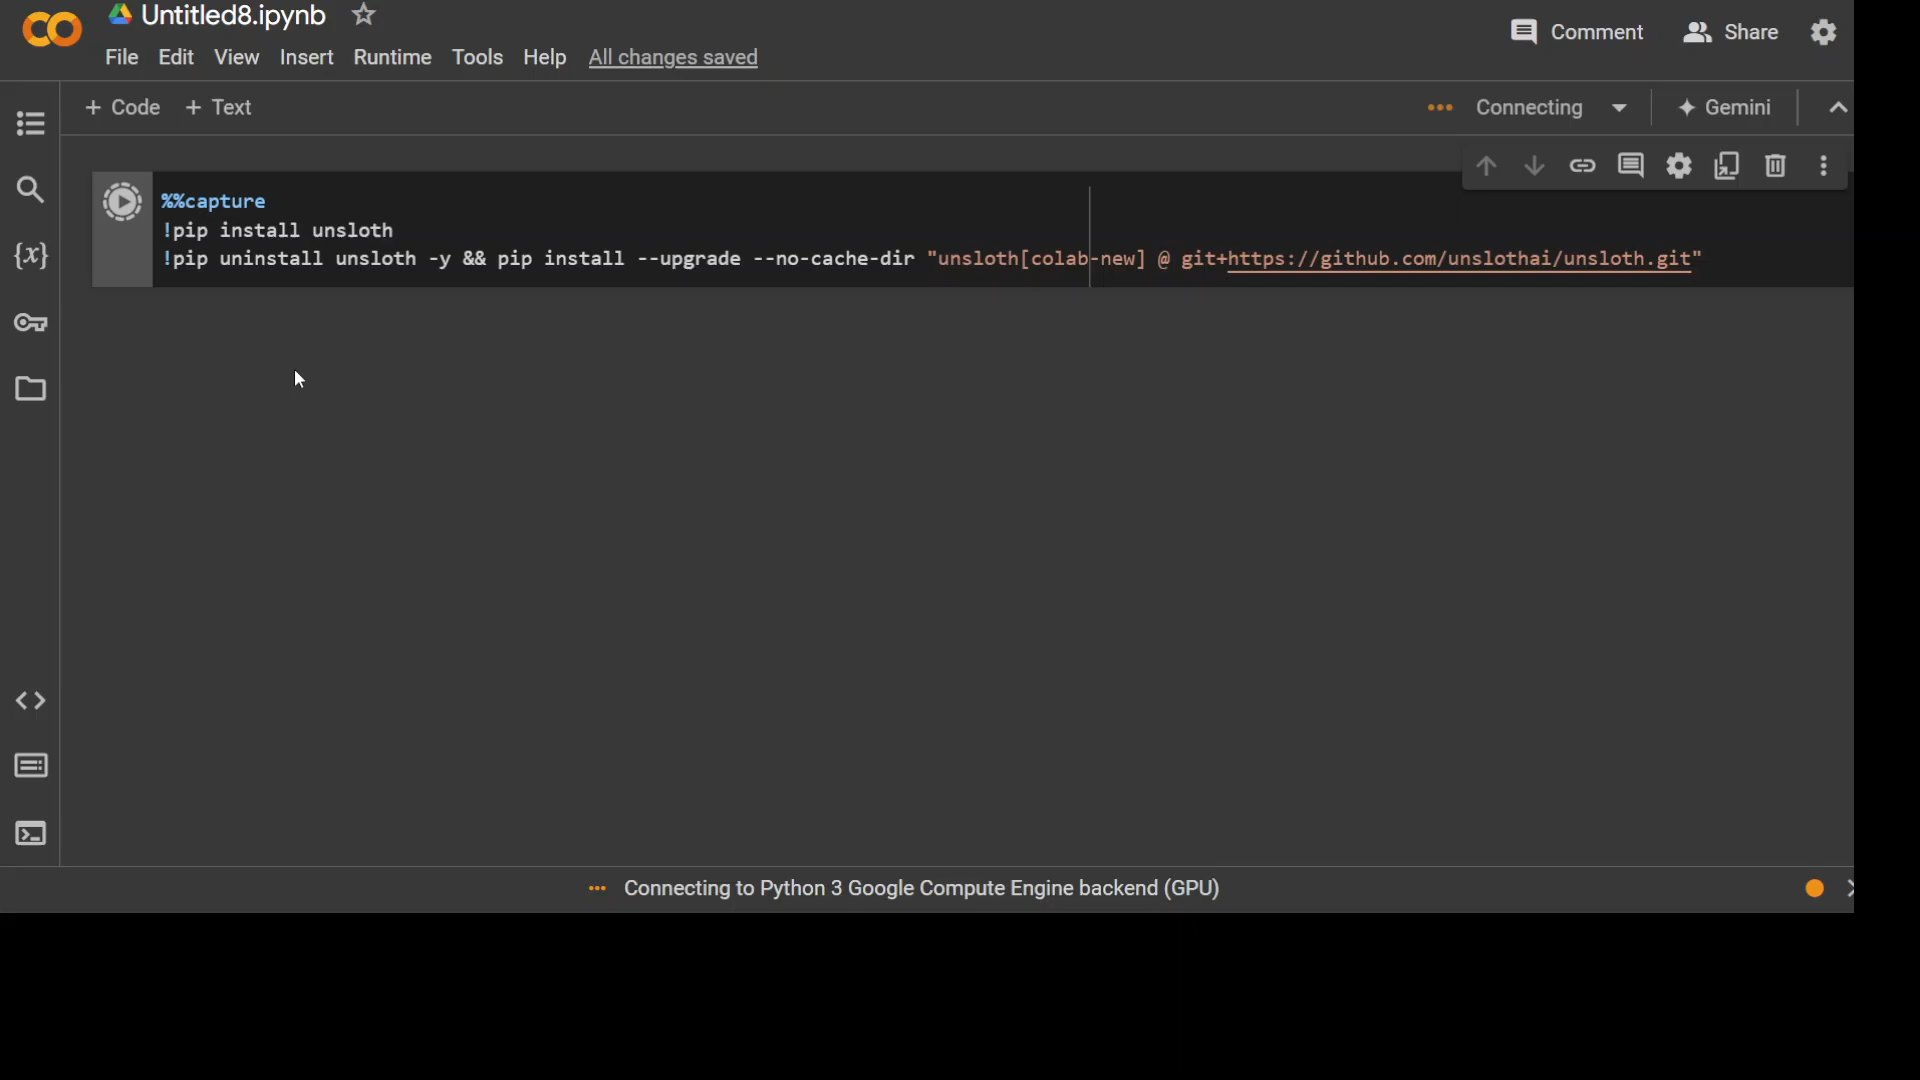 Untitled8.ipynb
File Edit View Insert Runtime Tools Help All changes saved
Comment Share
+ Code + Text
Connecting Gemini
%%capture
!pip install unsloth
!pip uninstall unsloth -y && pip install --upgrade --no-cache-dir "unsloth[colab-new] @ git+https://github.com/unslothai/unsloth.git"
{x}
Connecting to Python 3 Google Compute Engine backend (GPU)